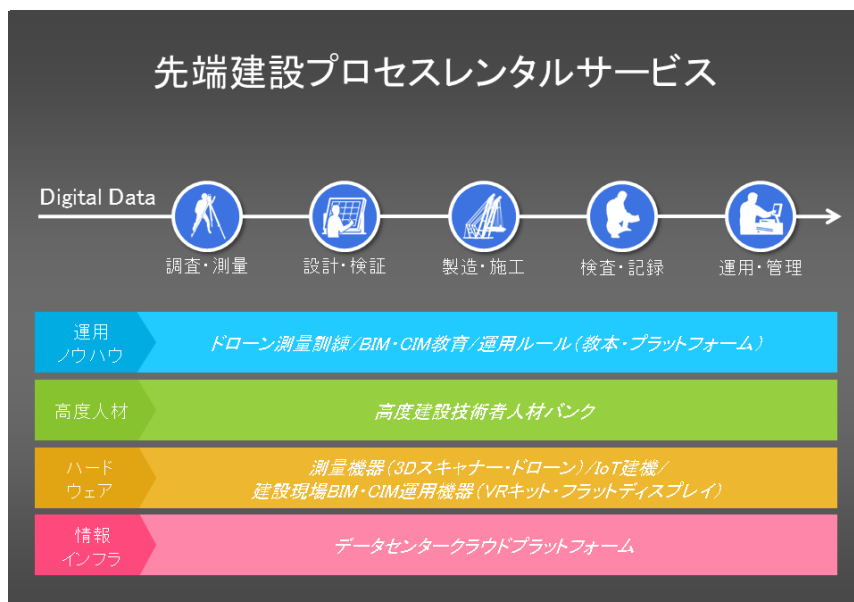 先端建設プロセスレンタルサービス
Digital Data
調査・測量
設計・検証
製造・施工
検査・記録
運用・管理
運用
ノウハウ
ドローン測量訓練/BIM・CIM教育/運用ルール（教本・プラットフォーム）
高度人材
高度建設技術者人材バンク
ハード
ウェア
測量機器（3Dスキャナー・ドローン）/IoT建機/
建設現場BIM・CIM運用機器（VRキット・フラットディスプレイ）
情報
インフラ
データセンタークラウドプラットフォーム